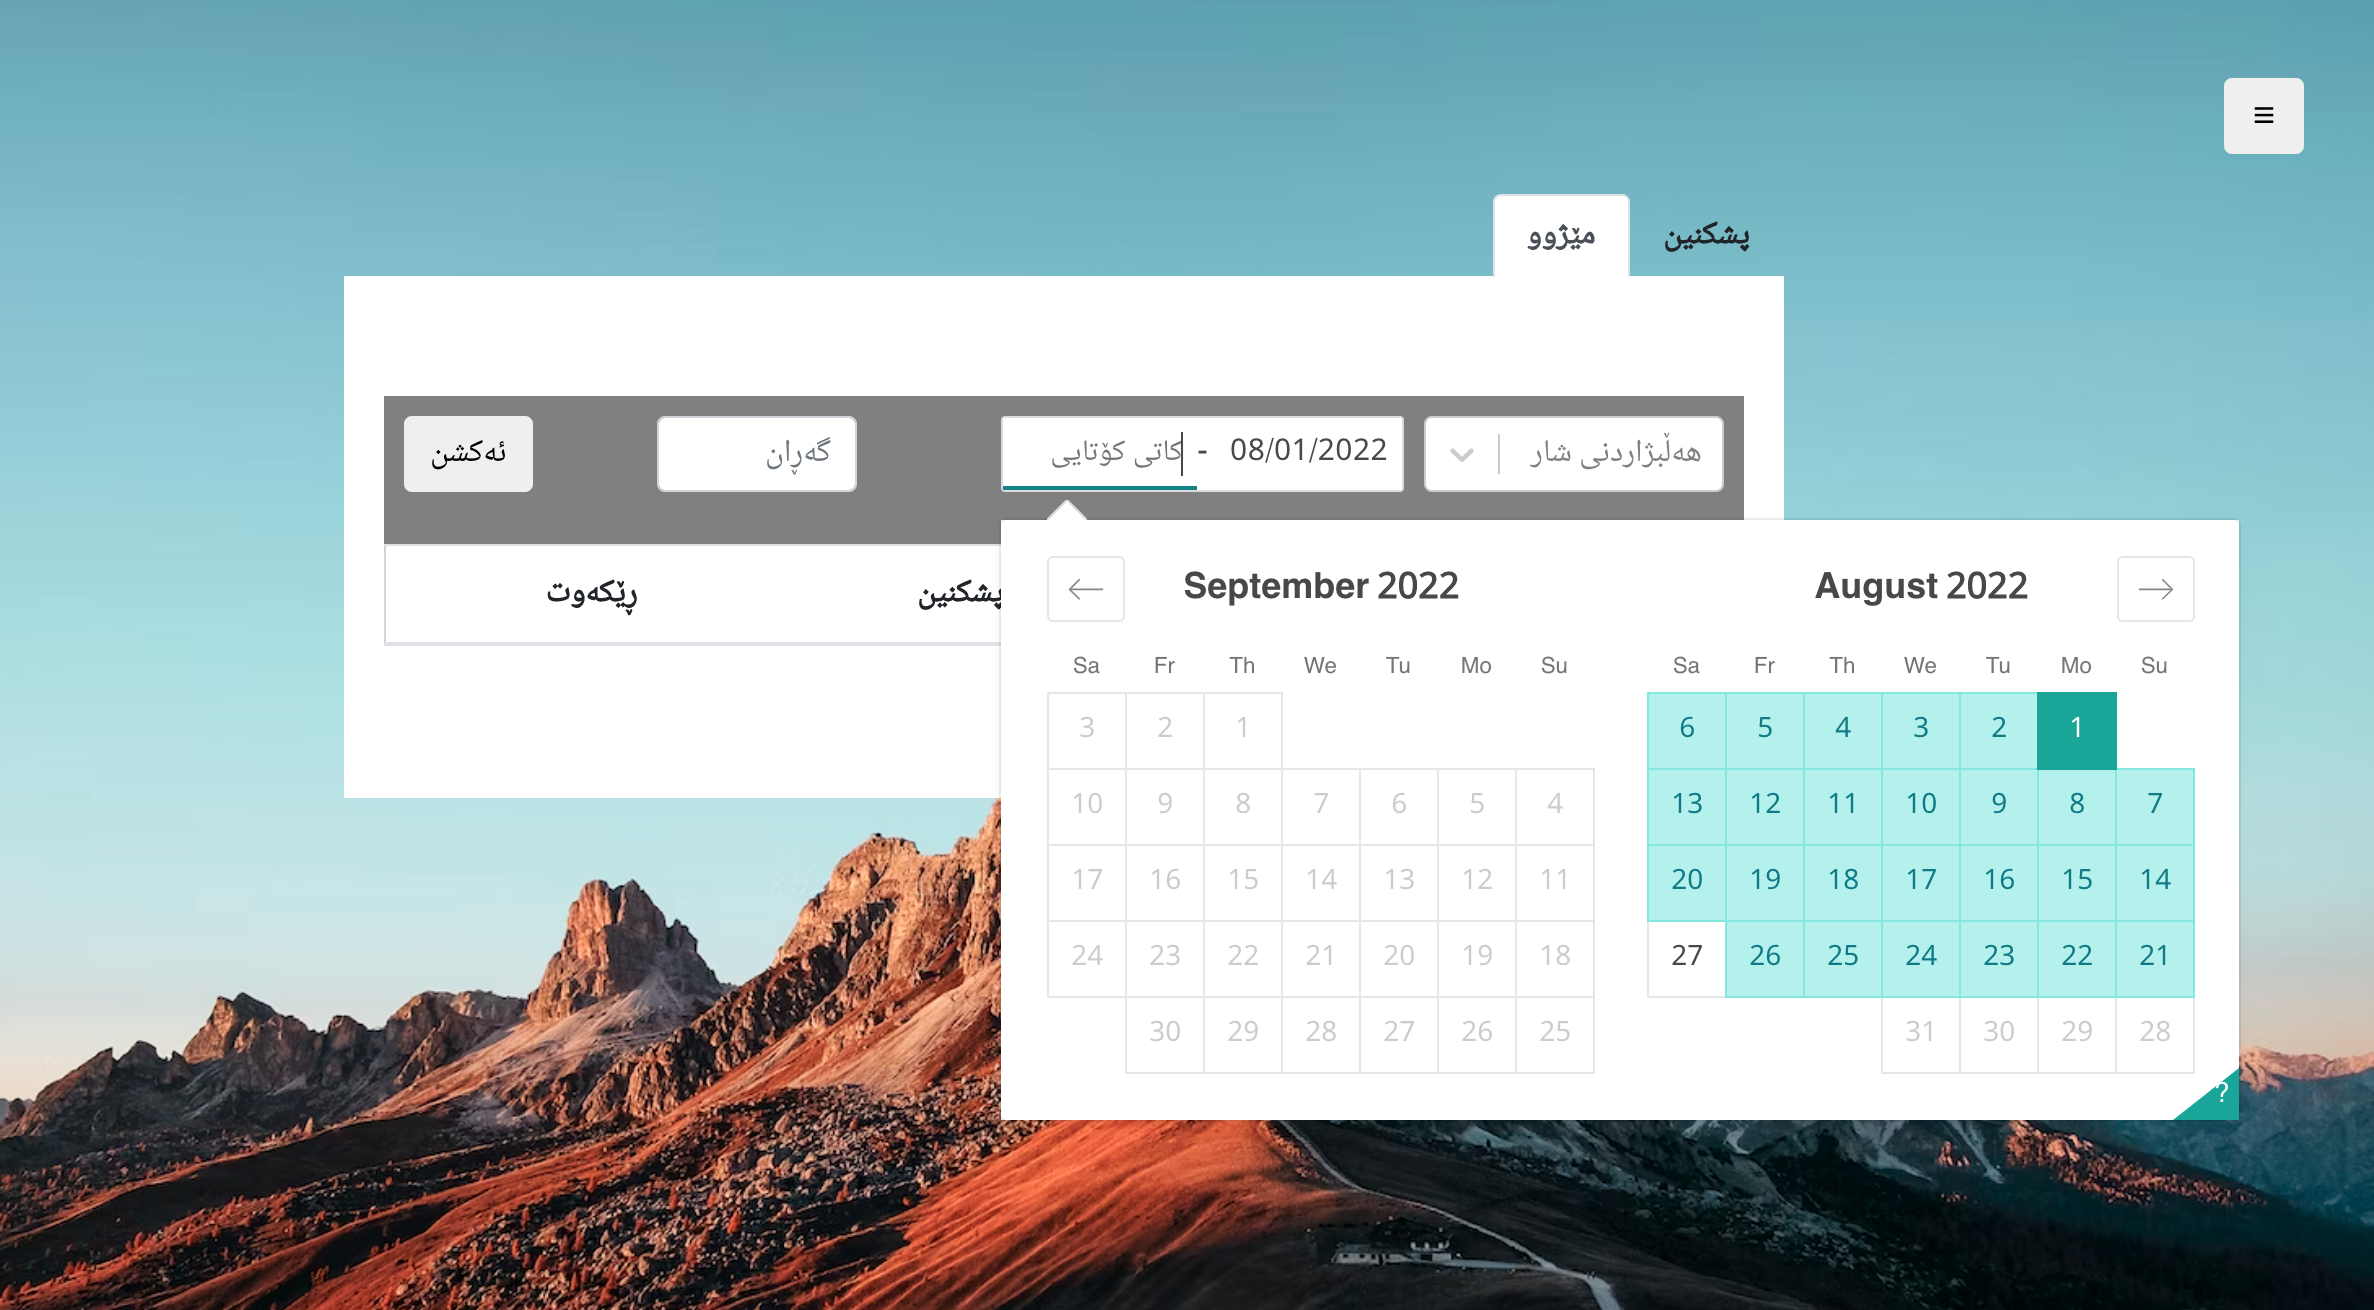 ≡
پشکنین
مێژوو
هەڵبژاردنی شار
08/01/2022 - کاتی کۆتایی
گەڕان
ئەکشن
پشکنین
ڕێکەوت
August 2022
September 2022
Su Mo Tu We Th Fr Sa
1 2 3 4 5 6
7 8 9 10 11 12 13
14 15 16 17 18 19 20
21 22 23 24 25 26 27
28 29 30 31
Su Mo Tu We Th Fr Sa
1 2 3
4 5 6 7 8 9 10
11 12 13 14 15 16 17
18 19 20 21 22 23 24
25 26 27 28 29 30
?